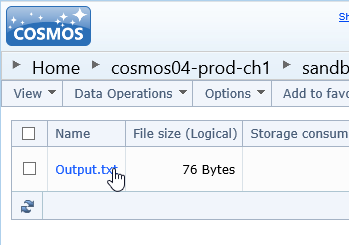 Sh
COSMOS
Home cosmos04-prod-ch1 sandb
View Data Operations Options Add to favo
Name File size (Logical) Storage consum
Output.txt 76 Bytes